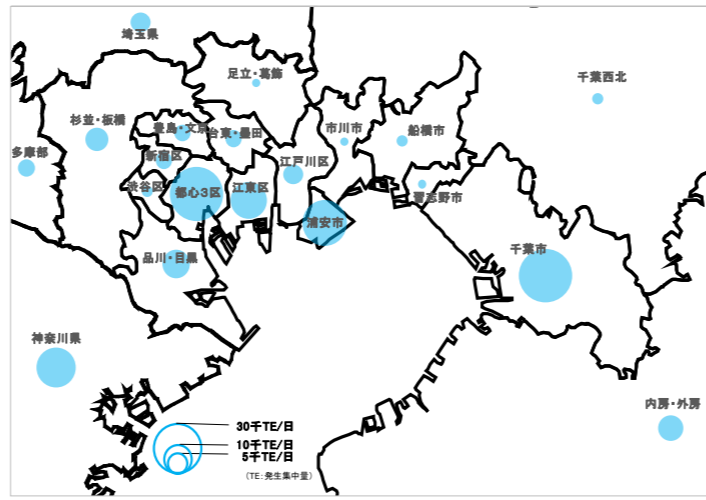 埼玉県
足立・葛飾
千葉西北
杉並・板橋
豊島・文京
台東・墨田
市川市
船橋市
多摩部
新宿区
江戸川区
渋谷区
都心3区
江東区
習志野市
浦安市
品川・目黒
千葉市
神奈川県
内房・外房
30千TE/日
10千TE/日
5千TE/日
(TE:発生集中量)